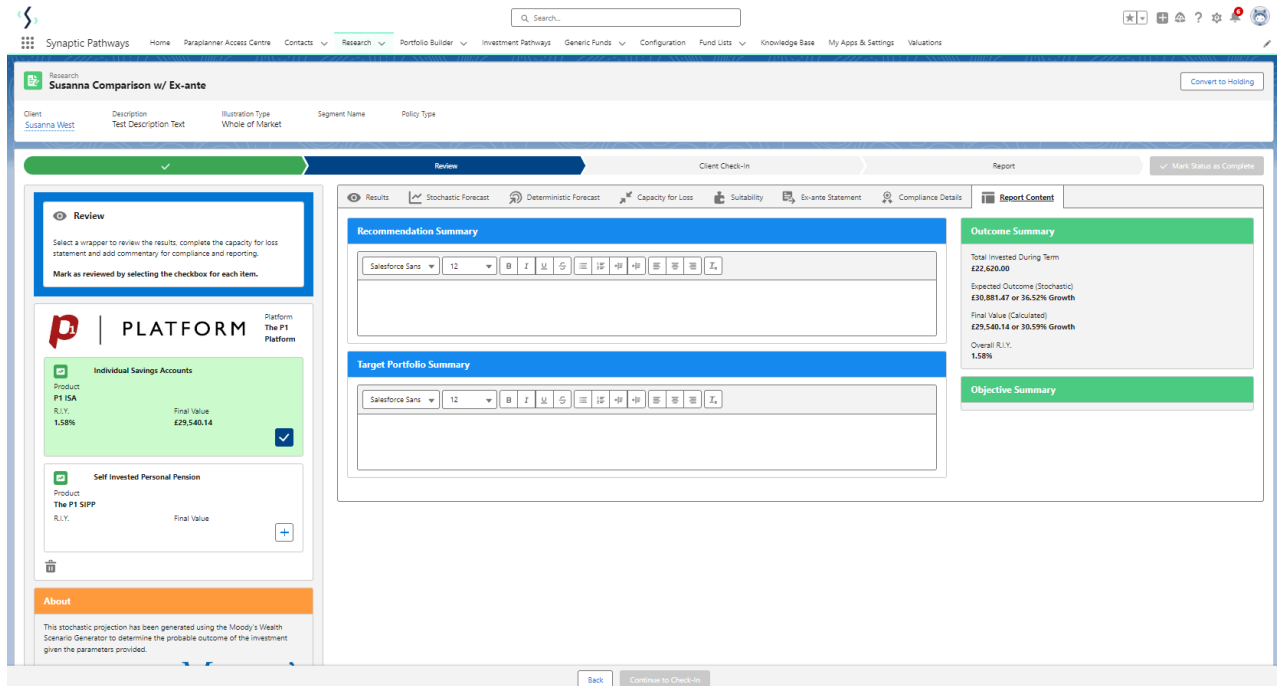 Search...
6
Synaptic Pathways
Home
Paraplanner Access Centre
Contacts
Research
Portfolio Builder
Investment Pathways
Generic Funds
Configuration
Fund Lists
Knowledge Base
My Apps & Settings
Valuations
Research
Susanna Comparison w/ Ex-ante
Convert to Holding
Client
Susanna West
Description
Test Description Text
Illustration Type
Whole of Market
Segment Name
Policy Type
Review
Client Check-In
Report
Mark Status as Complete
Review
Select a wrapper to review the results, complete the capacity for loss
statement and add commentary for compliance and reporting.
Mark as reviewed by selecting the checkbox for each item.
P1 PLATFORM
Platform
The P1
Platform
Individual Savings Accounts
Product
P1 ISA
R.I.Y.
1.58%
Final Value
£29,540.14
Self Invested Personal Pension
Product
The P1 SIPP
R.I.Y.
Final Value
About
This stochastic projection has been generated using the Moody's Wealth
Scenario Generator to determine the probable outcome of the investment
given the parameters provided.
Results
Stochastic Forecast
Deterministic Forecast
Capacity for Loss
Suitability
Ex-ante Statement
Compliance Details
Report Content
Recommendation Summary
Salesforce Sans
12
B I U S
Target Portfolio Summary
Salesforce Sans
12
B I U S
Outcome Summary
Total Invested During Term
£22,620.00
Expected Outcome (Stochastic)
£30,881.47 or 36.52% Growth
Final Value (Calculated)
£29,540.14 or 30.59% Growth
Overall R.I.Y.
1.58%
Objective Summary
Back
Continue to Check-In